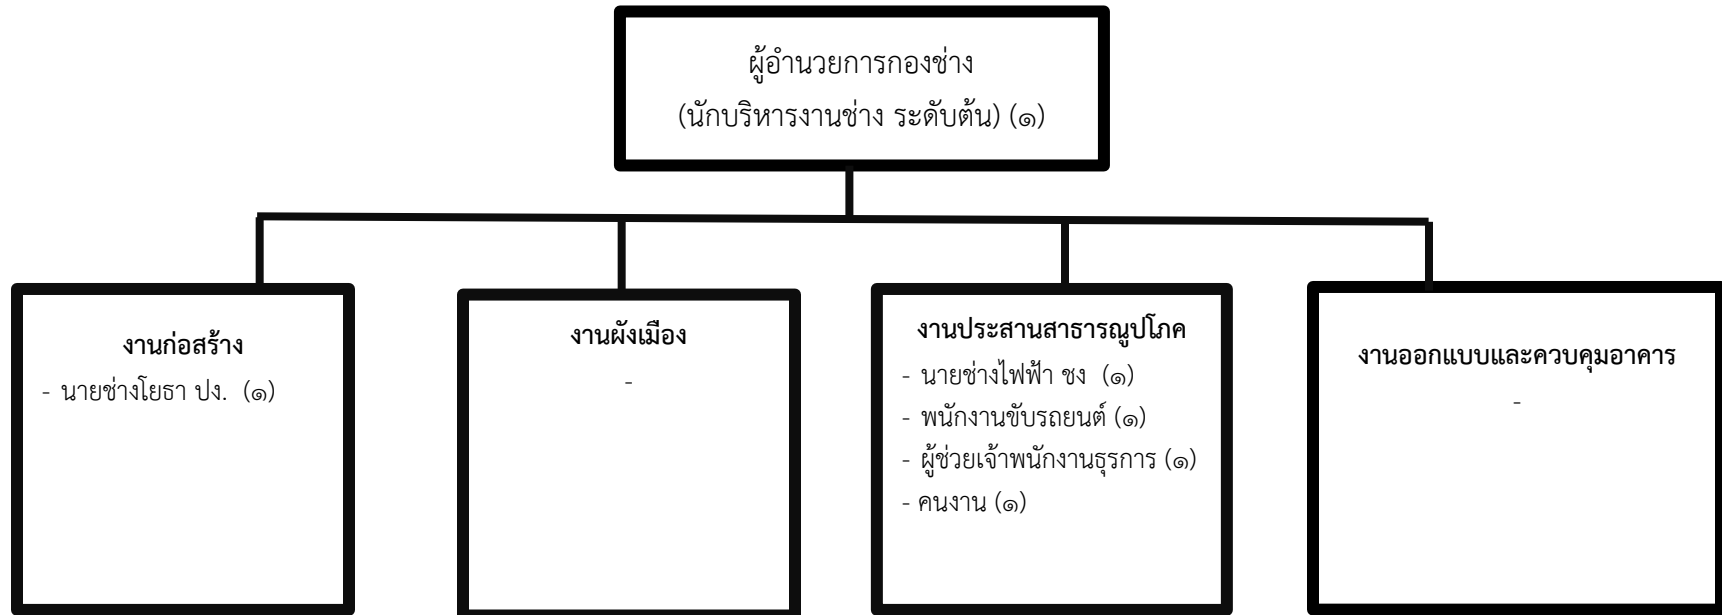 ผู้อำนวยการกองช่าง
(นักบริหารงานช่าง ระดับต้น) (๑)
งานก่อสร้าง
- นายช่างโยธา ปง. (๑)
งานผังเมือง
-
งานประสานสาธารณูปโภค
- นายช่างไฟฟ้า ชง (๑)
- พนักงานขับรถยนต์ (๑)
- ผู้ช่วยเจ้าพนักงานธุรการ (๑)
- คนงาน (๑)
งานออกแบบและควบคุมอาคาร
-